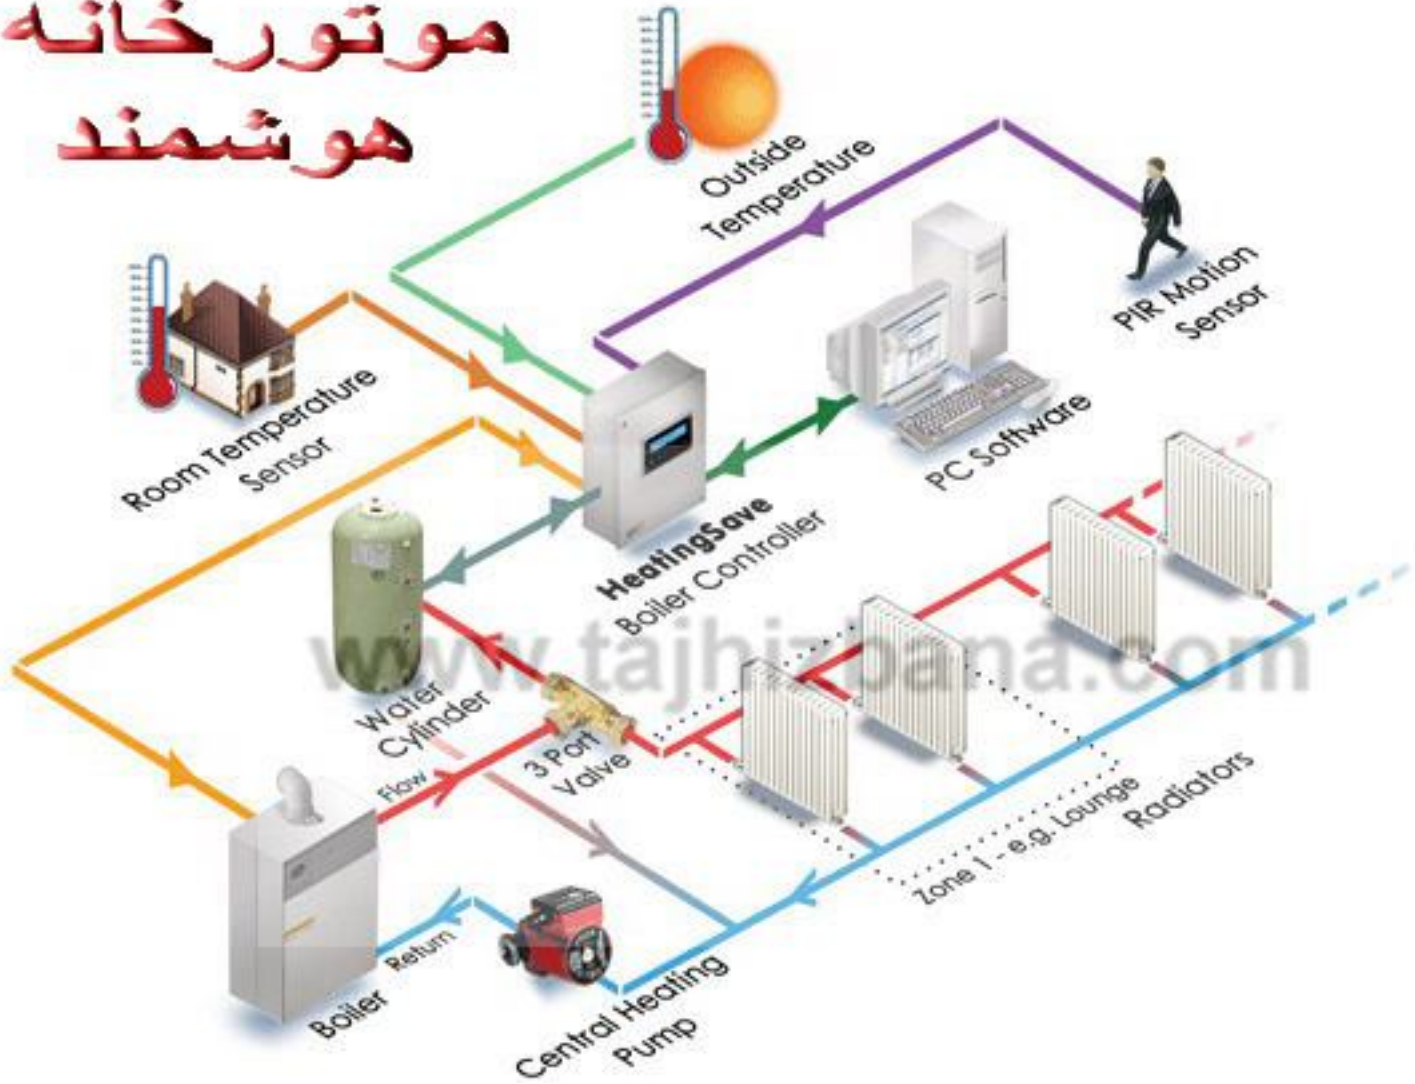 موتورخانه
هوشمند
Outside
Temperature
PIR Motion
Sensor
Room Temperature
Sensor
PC Software
HeatingSave
Boiler Controller
www.tajhizpana.com
Water
Cylinder
3 Port
Valve
Flow
Radiators
Zone 1 - e.g. Lounge
Return
Boiler
Central Heating
Pump